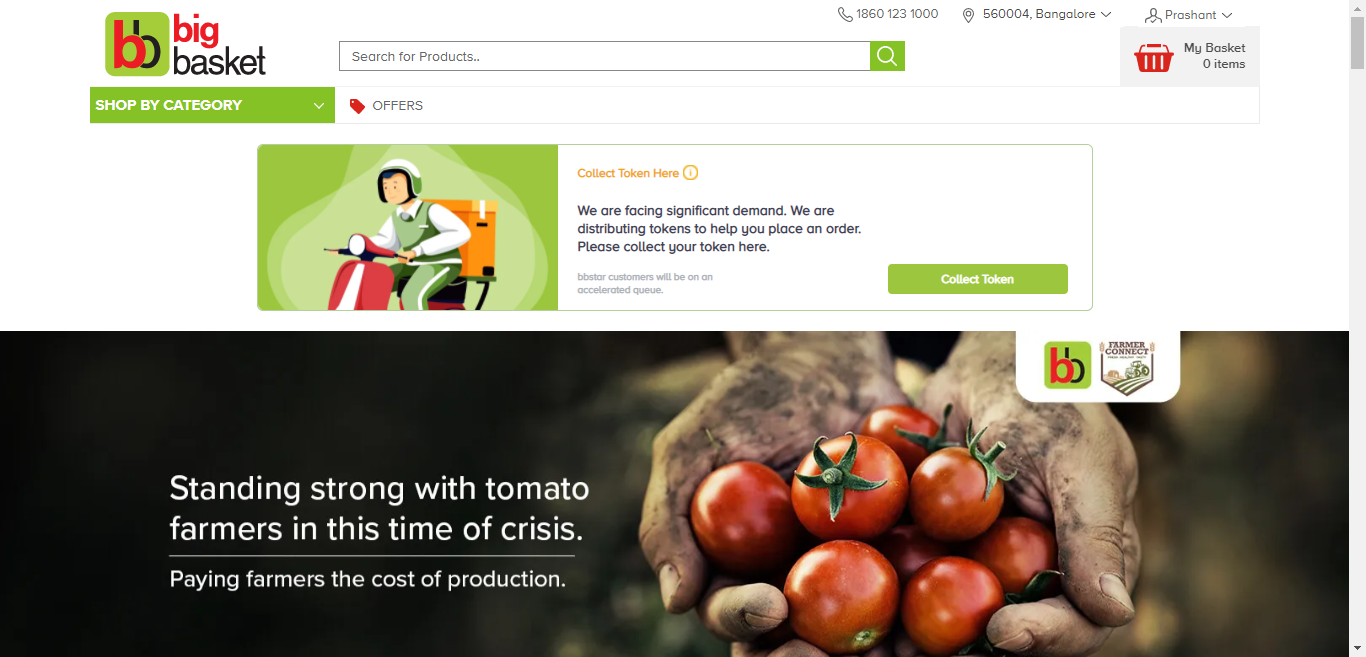 bb big
basket
1860 123 1000
560004, Bangalore
Prashant
Search for Products..
My Basket
0 items
SHOP BY CATEGORY
OFFERS
Collect Token Here i
We are facing significant demand. We are
distributing tokens to help you place an order.
Please collect your token here.
bbstar customers will be on an
accelerated queue.
Collect Token
bb
FARMER
CONNECT
Standing strong with tomato
farmers in this time of crisis.
Paying farmers the cost of production.